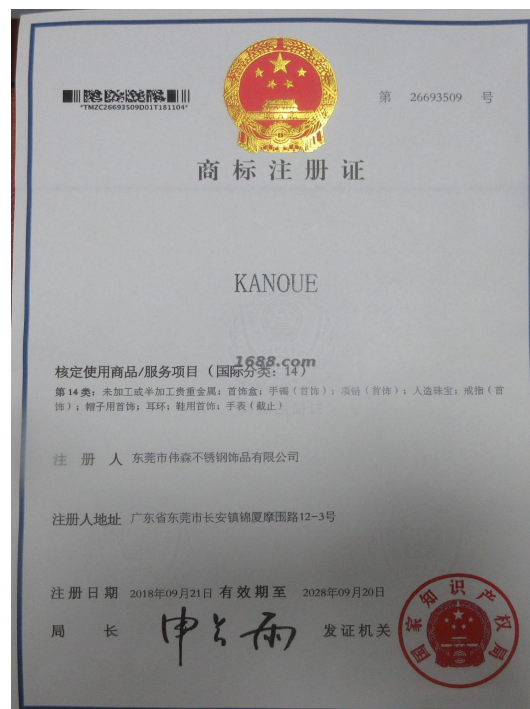 *TMZC26693509D01T181104*
第 26693509 号
商标注册证
KANOUE
1688.com
核定使用商品/服务项目（国际分类：14）
第14类：未加工或半加工贵重金属；首饰盒；手镯（首饰）；项链（首饰）；人造珠宝；戒指（首
饰）；帽子用首饰；耳环；鞋用首饰；手表（截止）
注 册 人 东莞市伟森不锈钢饰品有限公司
注册人地址 广东省东莞市长安镇锦厦摩围路12-3号
注册日期 2018年09月21日 有效期至 2028年09月20日
局 长 申长雨 发证机关
国家知识产权局